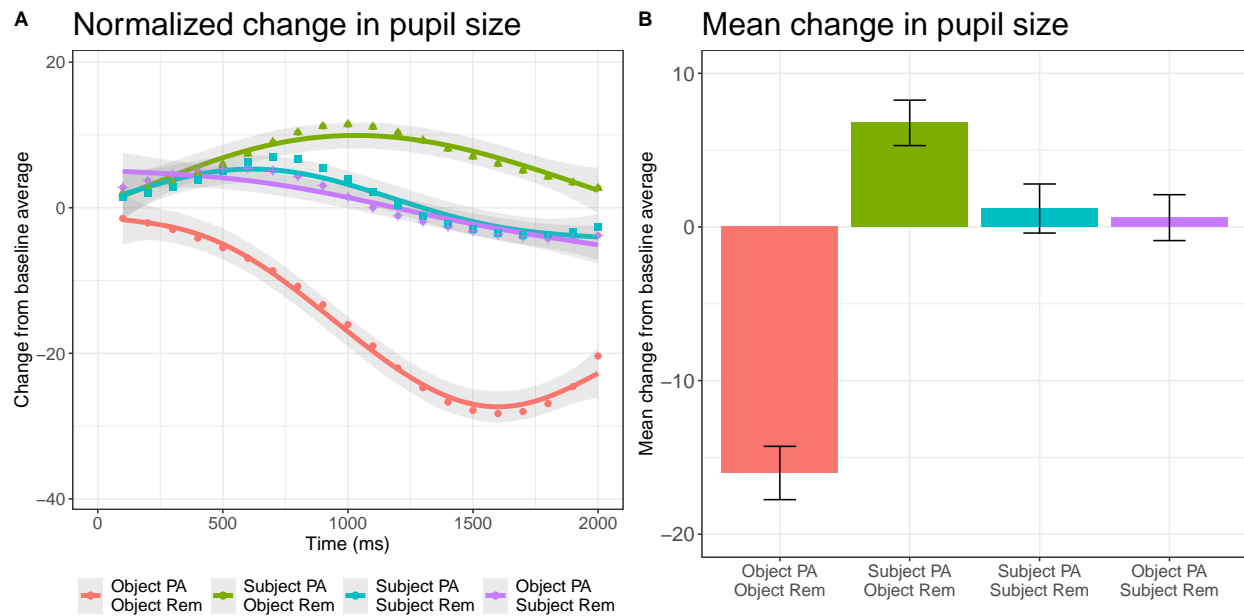 A
Normalized change in pupil size
Change from baseline average
20
0
−20
−40
0
500
1000
1500
2000
Time (ms)
Object PA
Object Rem
Subject PA
Object Rem
Subject PA
Subject Rem
Object PA
Subject Rem
B
Mean change in pupil size
Mean change from baseline average
10
0
−10
−20
Object PA
Object Rem
Subject PA
Object Rem
Subject PA
Subject Rem
Object PA
Subject Rem